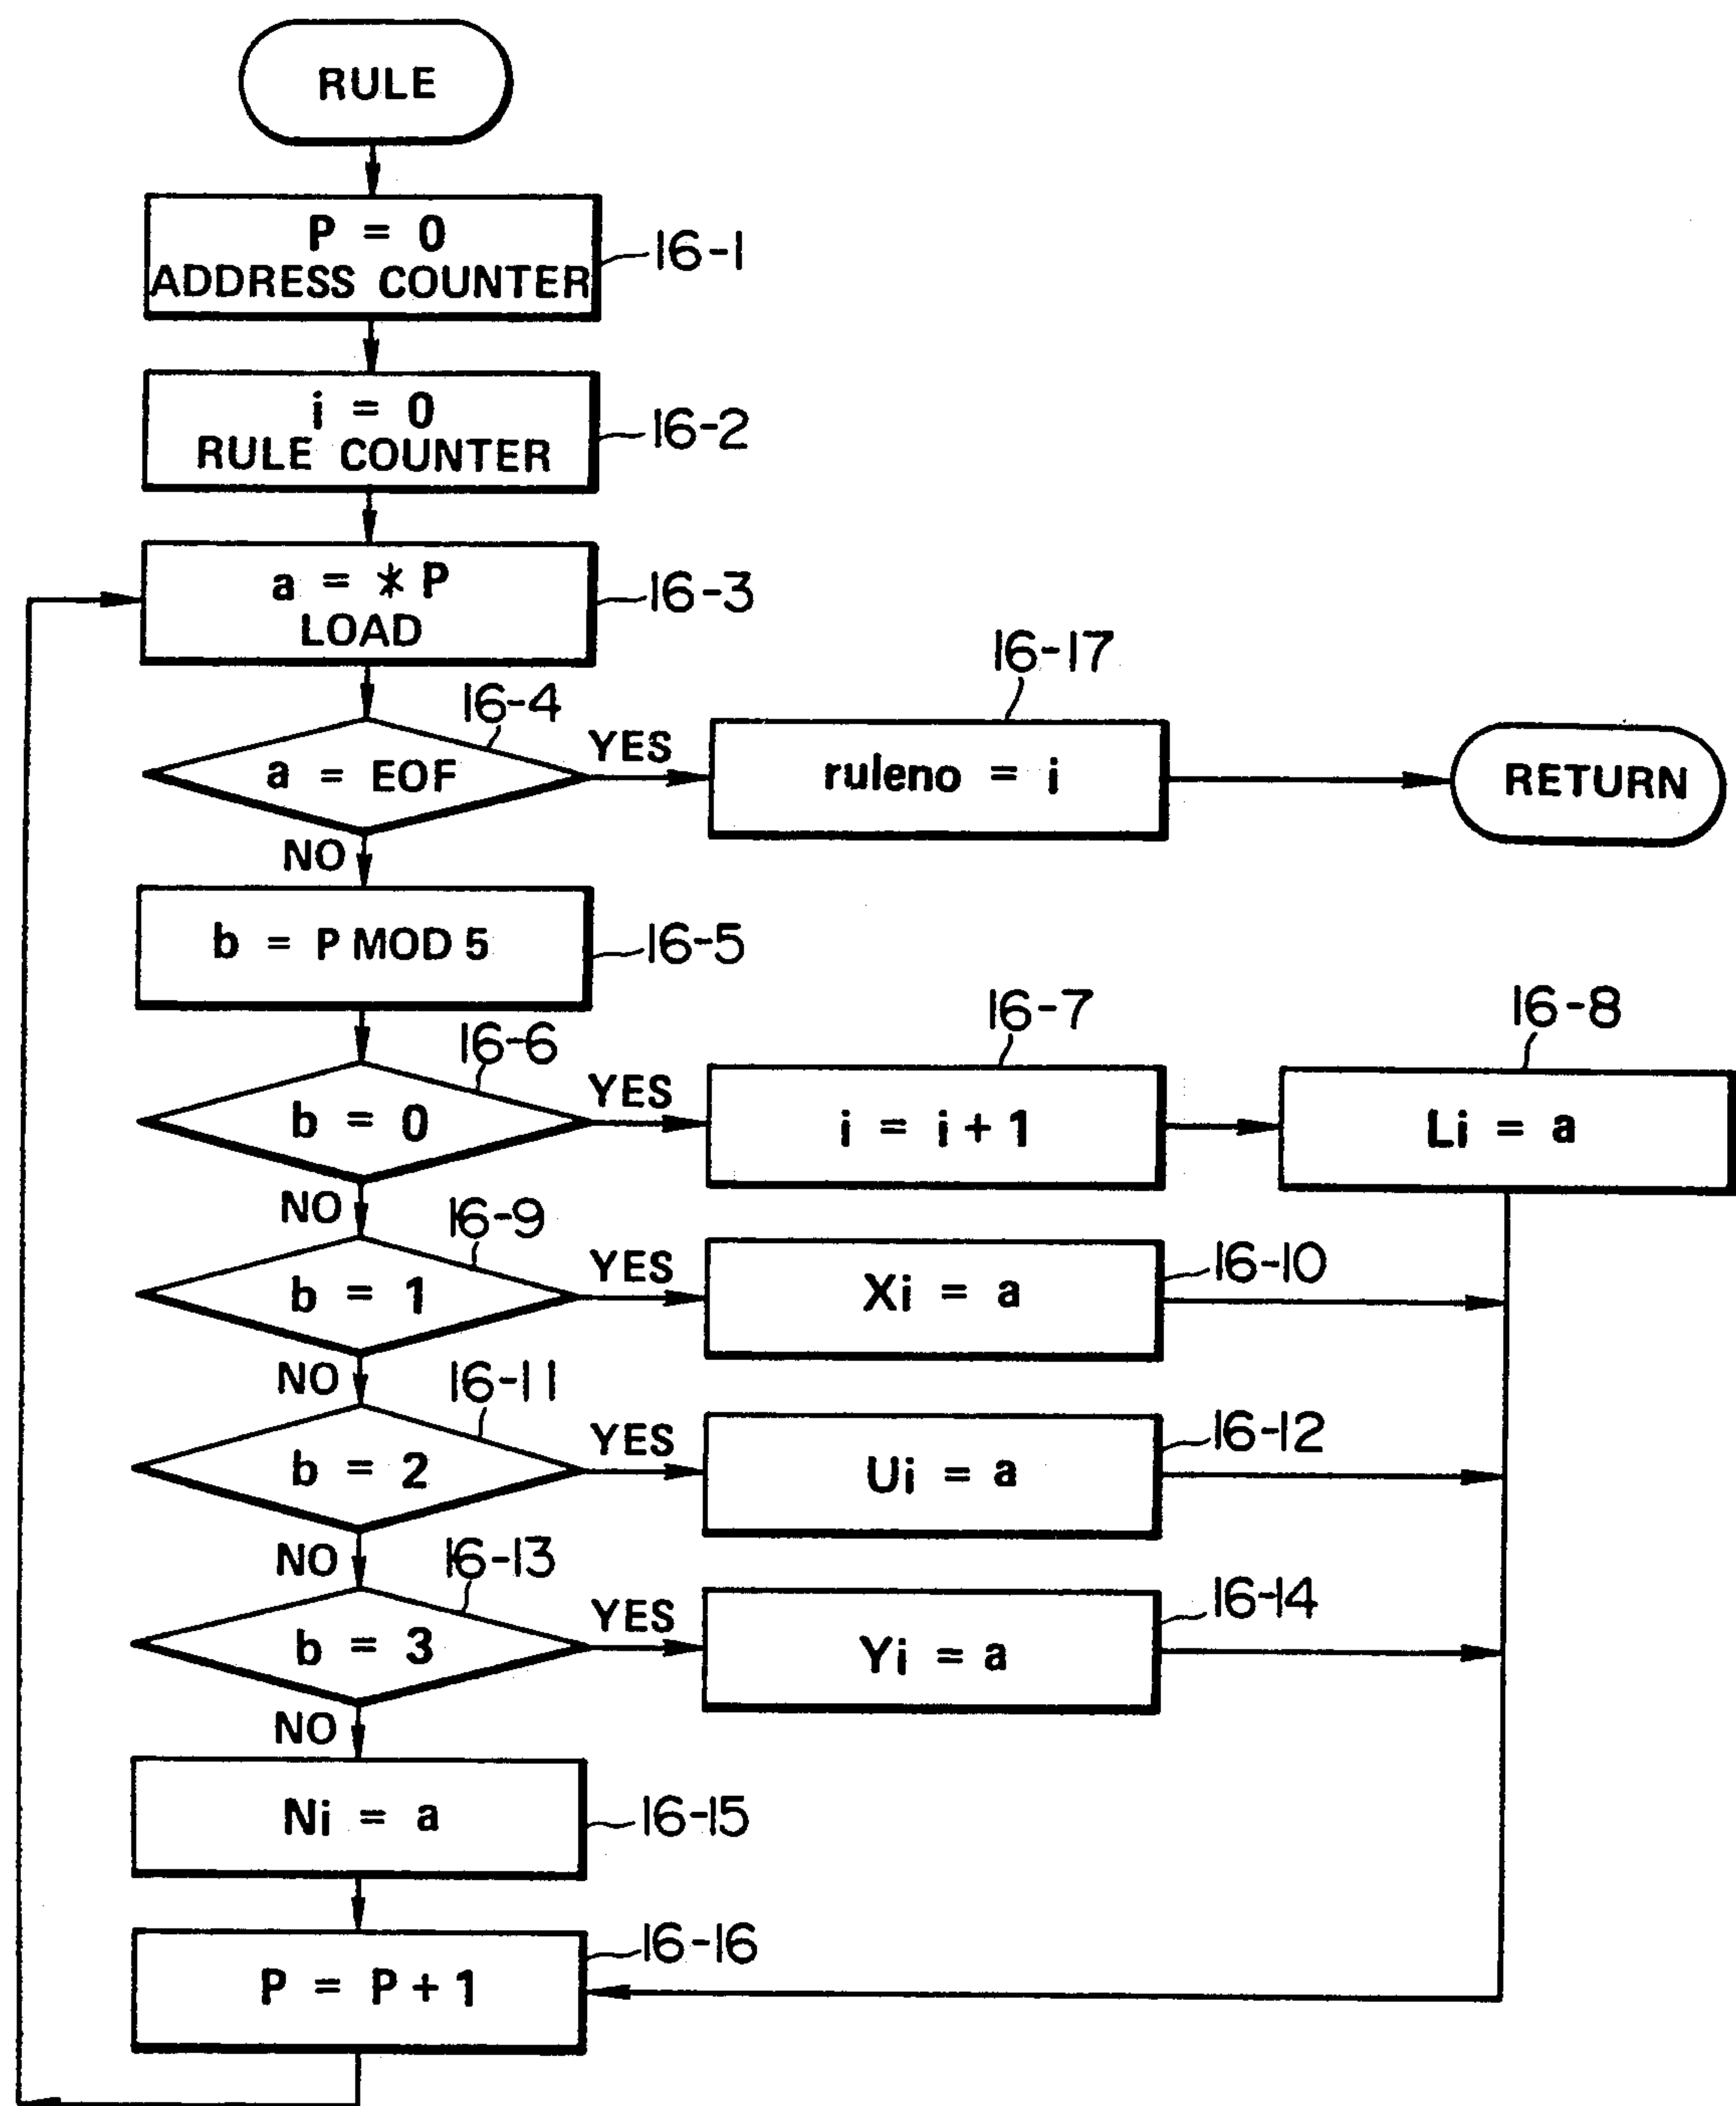 RULE
P = 0
ADDRESS COUNTER
16-1
i = 0
RULE COUNTER
16-2
a = * P
LOAD
16-3
16-4
a = EOF
YES
16-17
ruleno = i
RETURN
NO
b = P MOD 5
16-5
16-6
b = 0
YES
16-7
i = i + 1
16-8
Li = a
NO
16-9
b = 1
YES
Xi = a
16-10
NO
16-11
b = 2
YES
Ui = a
16-12
NO
16-13
b = 3
YES
Yi = a
16-14
NO
Ni = a
16-15
P = P + 1
16-16